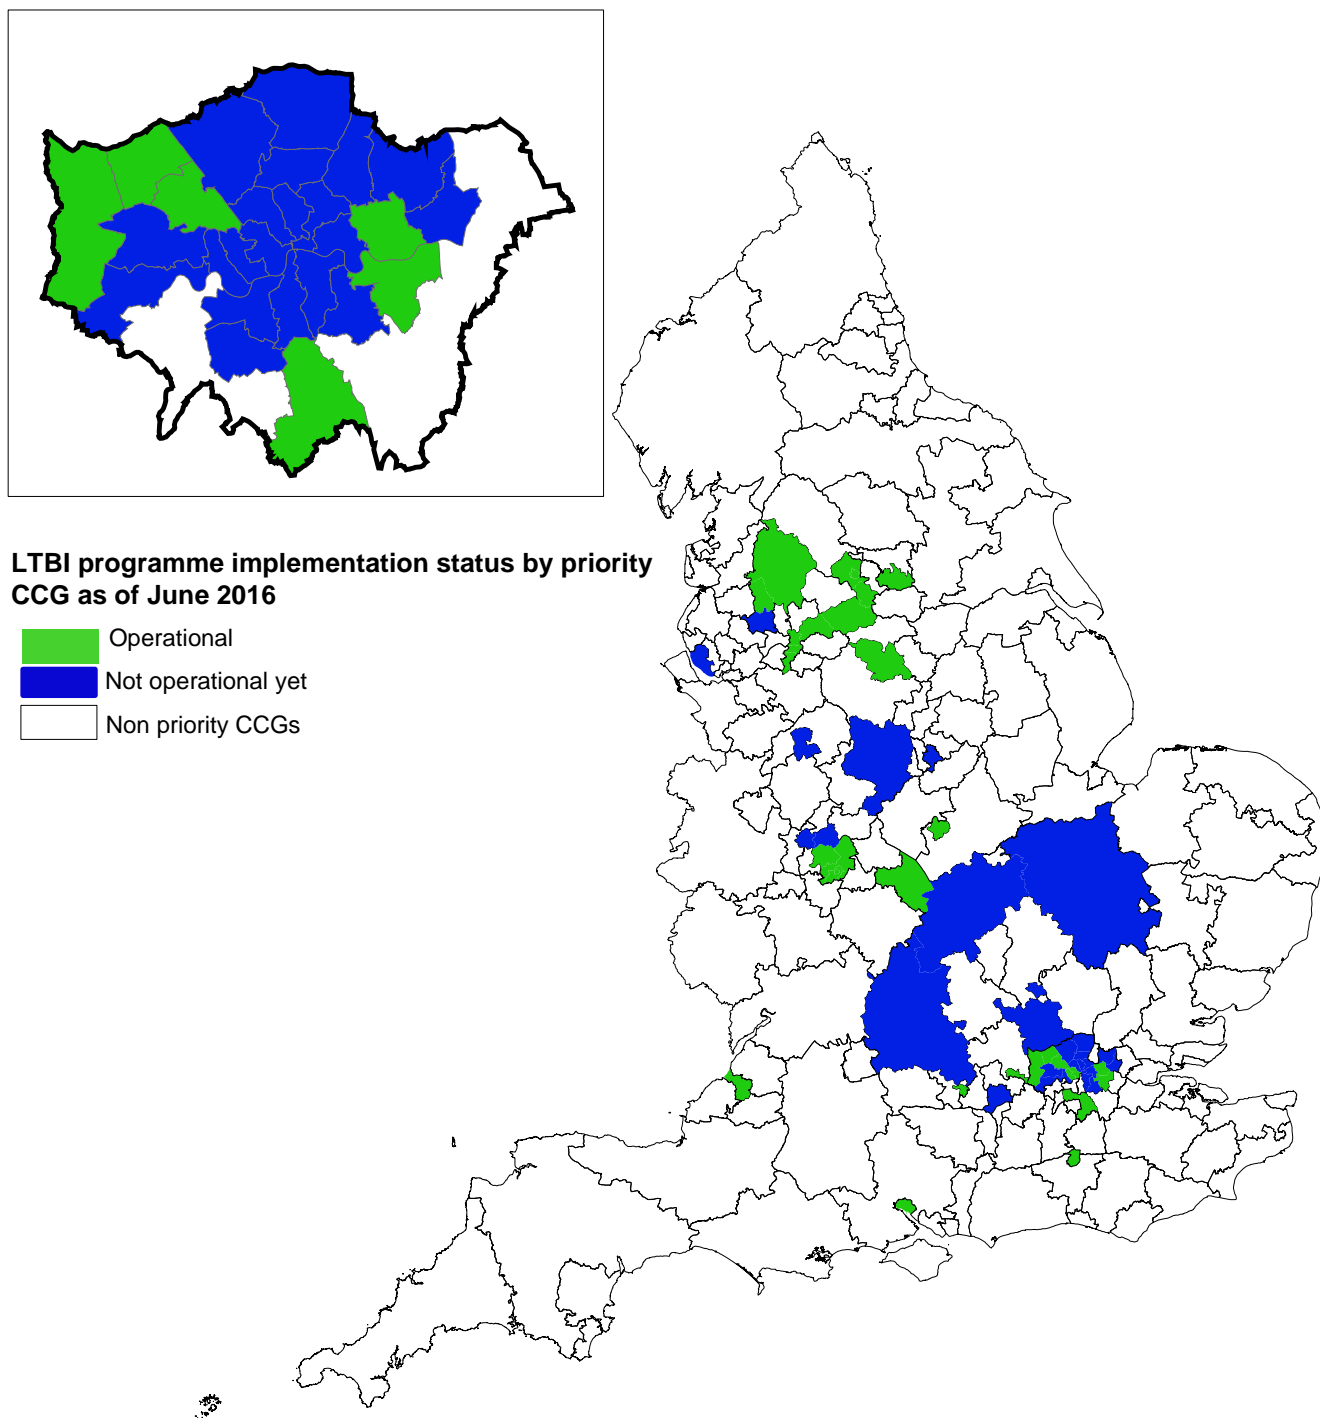 LTBI programme implementation status by priority
CCG as of June 2016
Operational
Not operational yet
Non priority CCGs